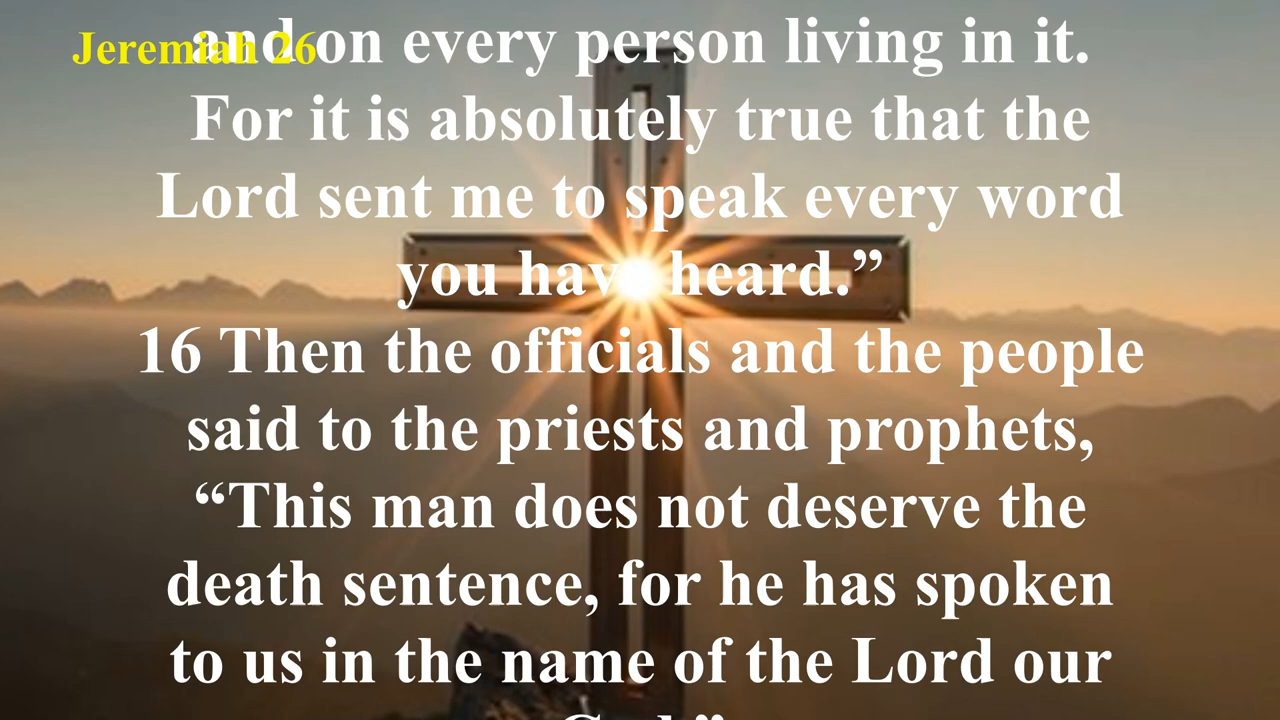 Jeremiah 26
and on every person living in it.
For it is absolutely true that the
Lord sent me to speak every word
you have heard.”
16 Then the officials and the people
said to the priests and prophets,
“This man does not deserve the
death sentence, for he has spoken
to us in the name of the Lord our